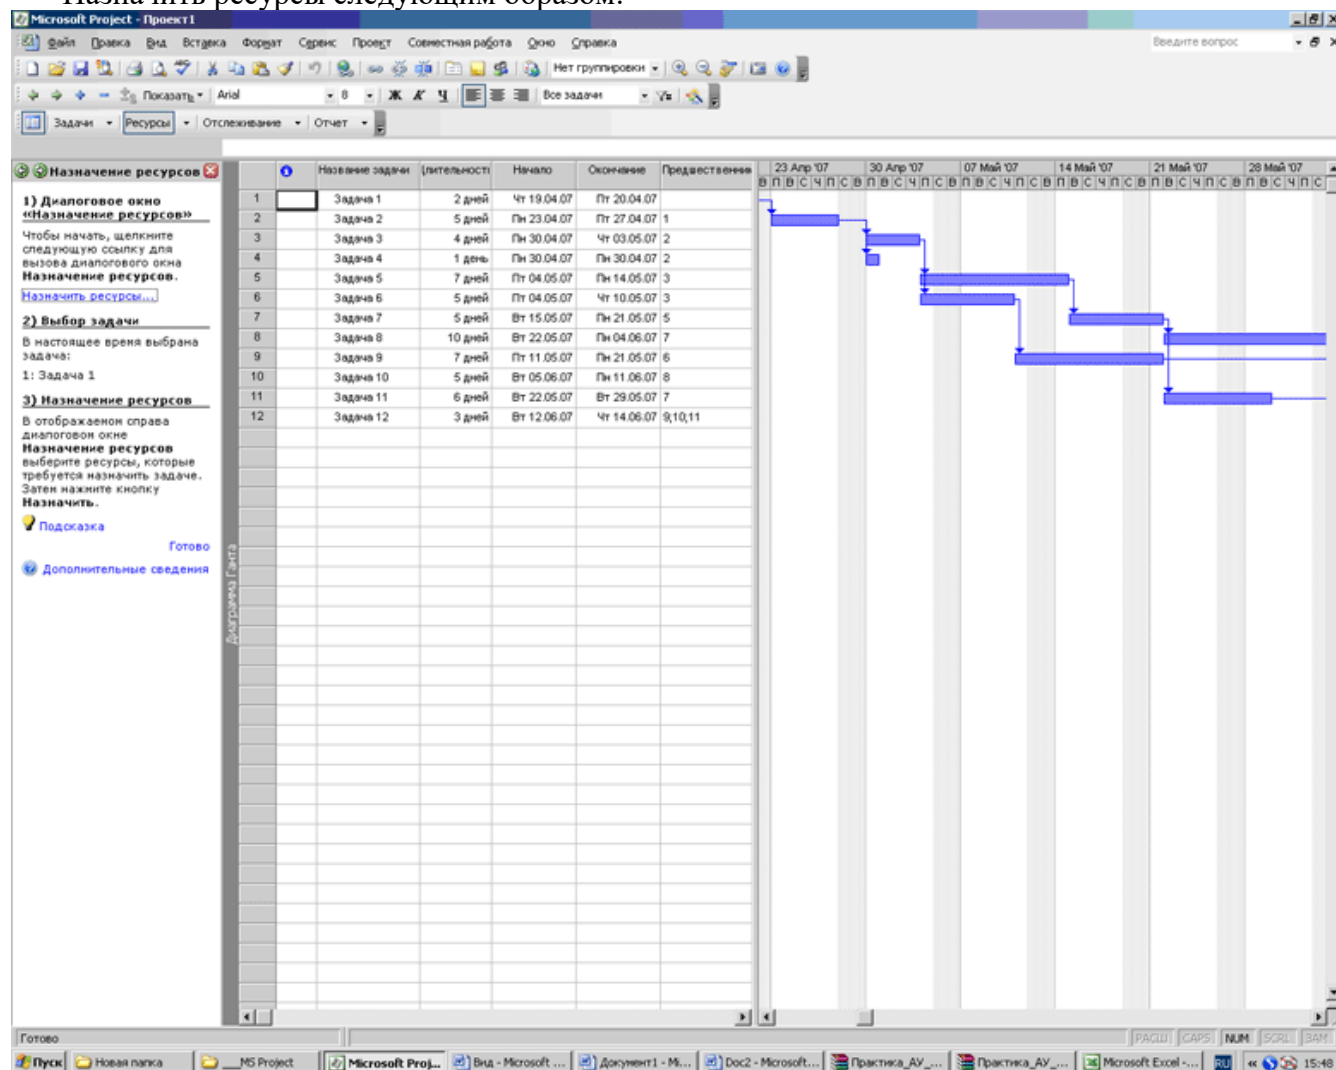 Назначить ресурсы следующим образом:
Microsoft Project - Проект1
Файл Правка Вид Вставка Формат Сервис Проект Совместная работа Окно Справка Введите вопрос
Нет группировки
Показать Arial 8 Ж К Ч Все задачи
Задачи Ресурсы Отслеживание Отчет
Назначение ресурсов
1) Диалоговое окно
«Назначение ресурсов»
Чтобы начать, щелкните
следующую ссылку для
вызова диалогового окна
Назначение ресурсов.
Назначить ресурсы...
2) Выбор задачи
В настоящее время выбрана
задача:
1: Задача 1
3) Назначение ресурсов
В отображаемом справа
диалоговом окне
Назначение ресурсов
выберите ресурсы, которые
требуется назначить задаче.
Затем нажмите кнопку
Назначить.
Подсказка
Готово
Дополнительные сведения
Диаграмма Ганта
Название задачи Длительность Начало Окончание Предшественник
1 Задача 1 2 дней Чт 19.04.07 Пт 20.04.07
2 Задача 2 5 дней Пн 23.04.07 Пт 27.04.07 1
3 Задача 3 4 дней Пн 30.04.07 Чт 03.05.07 2
4 Задача 4 1 день Пн 30.04.07 Пн 30.04.07 2
5 Задача 5 7 дней Пт 04.05.07 Пн 14.05.07 3
6 Задача 6 5 дней Пт 04.05.07 Чт 10.05.07 3
7 Задача 7 5 дней Вт 15.05.07 Пн 21.05.07 5
8 Задача 8 10 дней Вт 22.05.07 Пн 04.06.07 7
9 Задача 9 7 дней Пт 11.05.07 Пн 21.05.07 6
10 Задача 10 5 дней Вт 05.06.07 Пн 11.06.07 8
11 Задача 11 6 дней Вт 22.05.07 Вт 29.05.07 7
12 Задача 12 3 дней Вт 12.06.07 Чт 14.06.07 9;10;11
23 Апр '07 30 Апр '07 07 Май '07 14 Май '07 21 Май '07 28 Май '07
В П В С Ч П С В П В С Ч П С В П В С Ч П С В П В С Ч П С В П В С Ч П С В П В С Ч П С
Готово РАСШ CAPS NUM SCRL ЗАМ
Пуск Новая папка __MS Project Microsoft Proj... Вид - Microsoft ... Документ1 - Mi... Doc2 - Microsoft... Практика_АУ_... Практика_АУ_... Microsoft Excel -... RU « 15:48